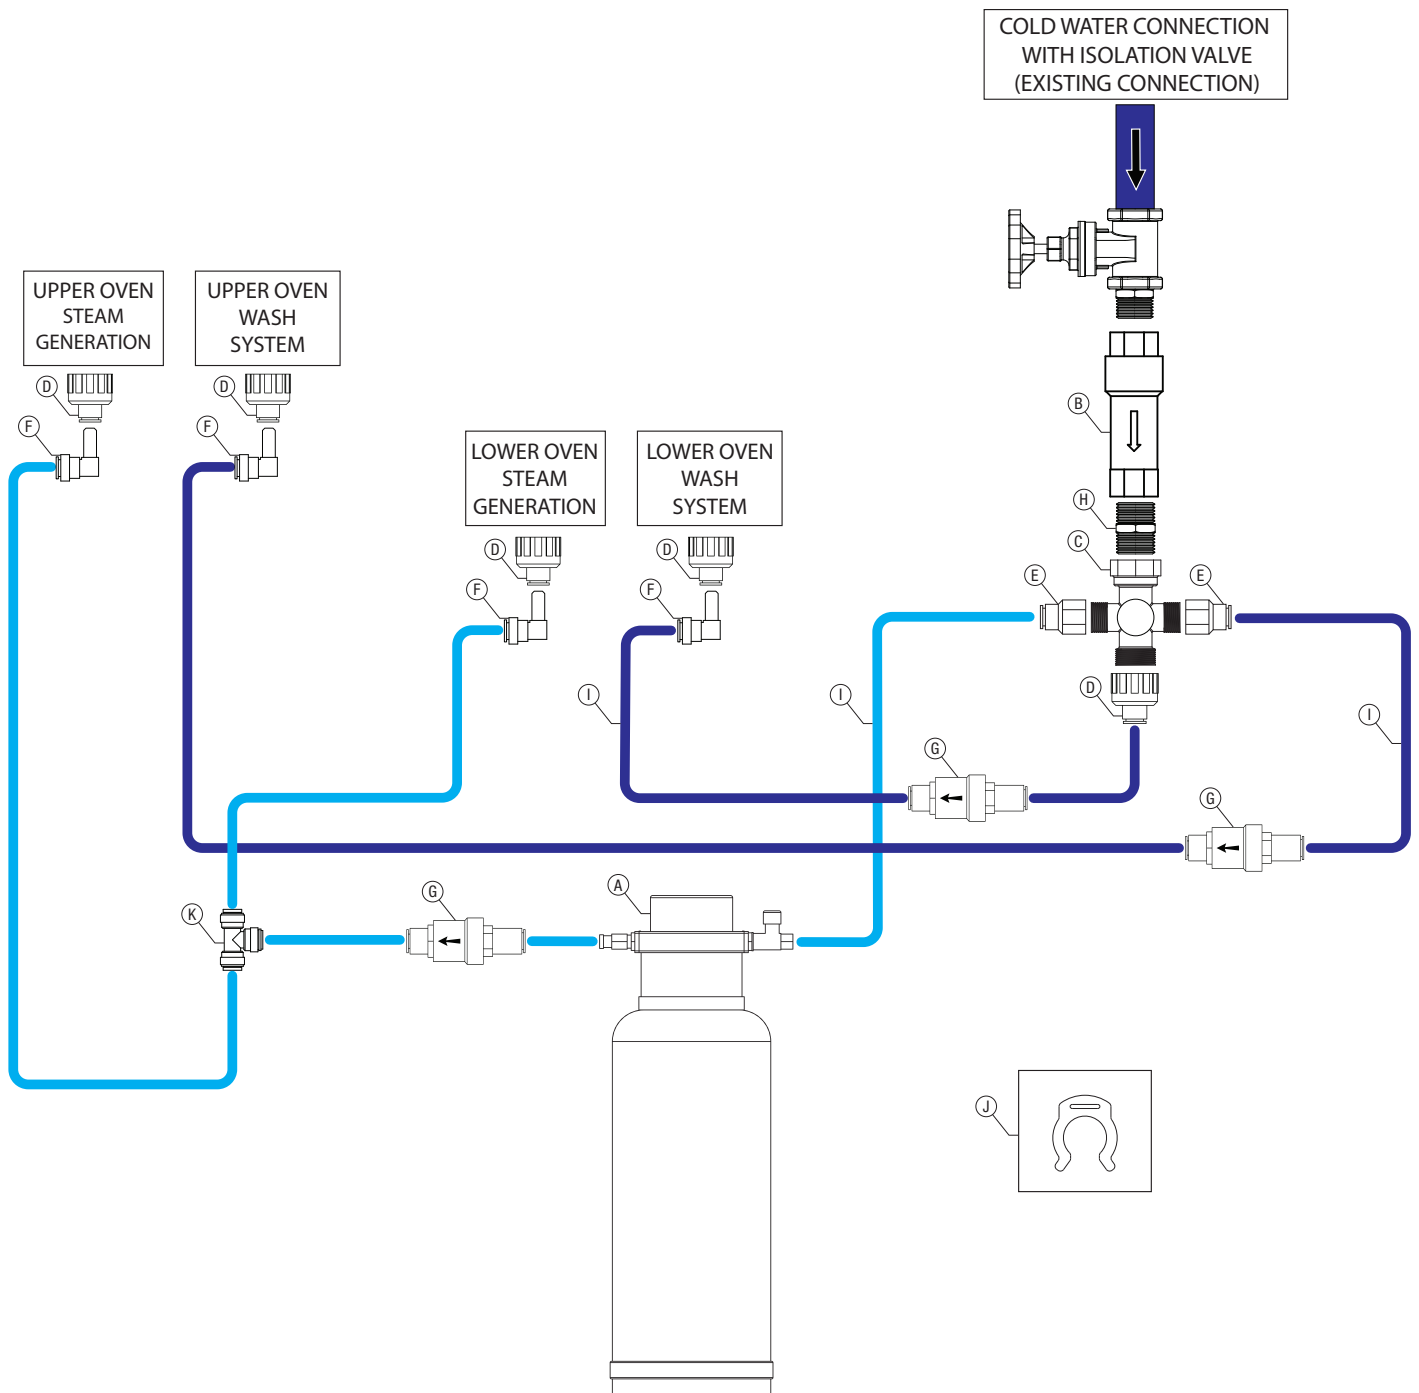 COLD WATER CONNECTION
WITH ISOLATION VALVE
(EXISTING CONNECTION)
UPPER OVEN
STEAM
GENERATION
UPPER OVEN
WASH
SYSTEM
D
D
F
F
B
LOWER OVEN
STEAM
GENERATION
LOWER OVEN
WASH
SYSTEM
H
C
D
D
F
F
E
E
I
I
D
I
G
G
A
G
K
J